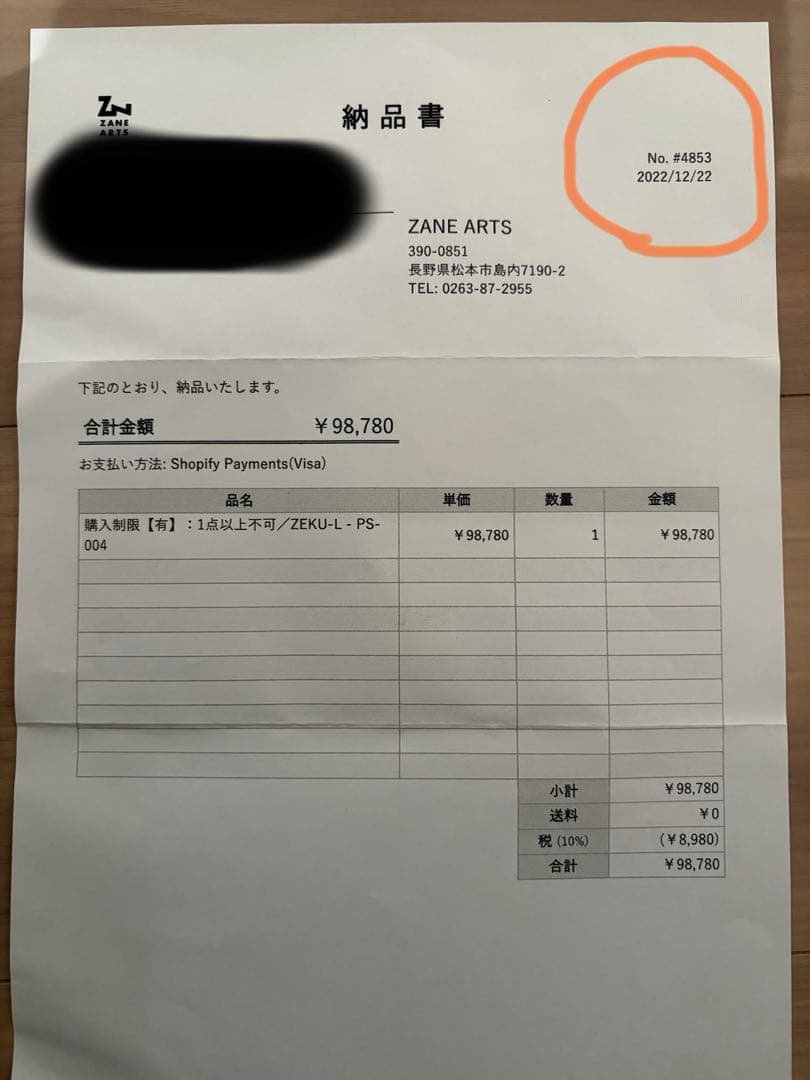 ZN
ZANE
ARTS
納品書
No. #4853
2022/12/22
ZANE ARTS
390-0851
長野県松本市島内7190-2
TEL: 0263-87-2955
下記のとおり、納品いたします。
合計金額 ￥98,780
お支払い方法: Shopify Payments(Visa)
品名 単価 数量 金額
購入制限【有】：1点以上不可／ZEKU-L - PS-
004 ￥98,780 1 ￥98,780
小計 ￥98,780
送料 ￥0
税 (10%) (￥8,980)
合計 ￥98,780